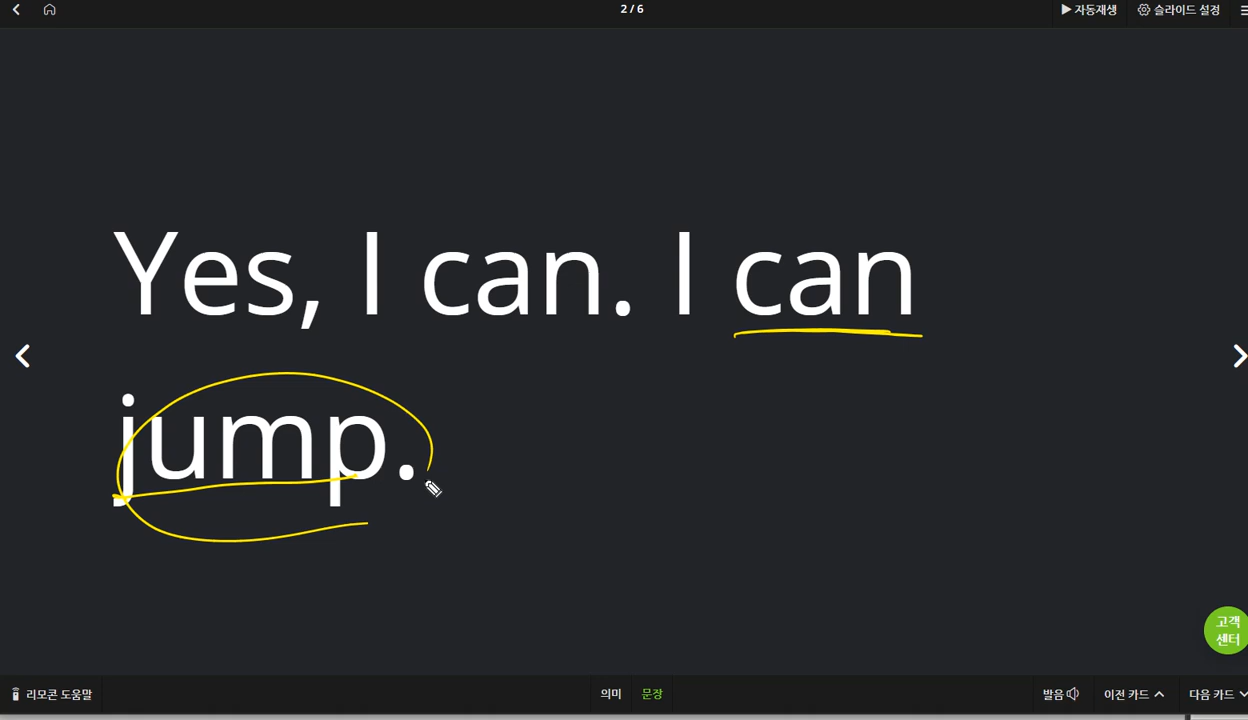 2 / 6
자동재생
슬라이드 설정
Yes, I can. I can
jump.
고객
센터
리모콘 도움말
의미
문장
발음
이전 카드
다음 카드